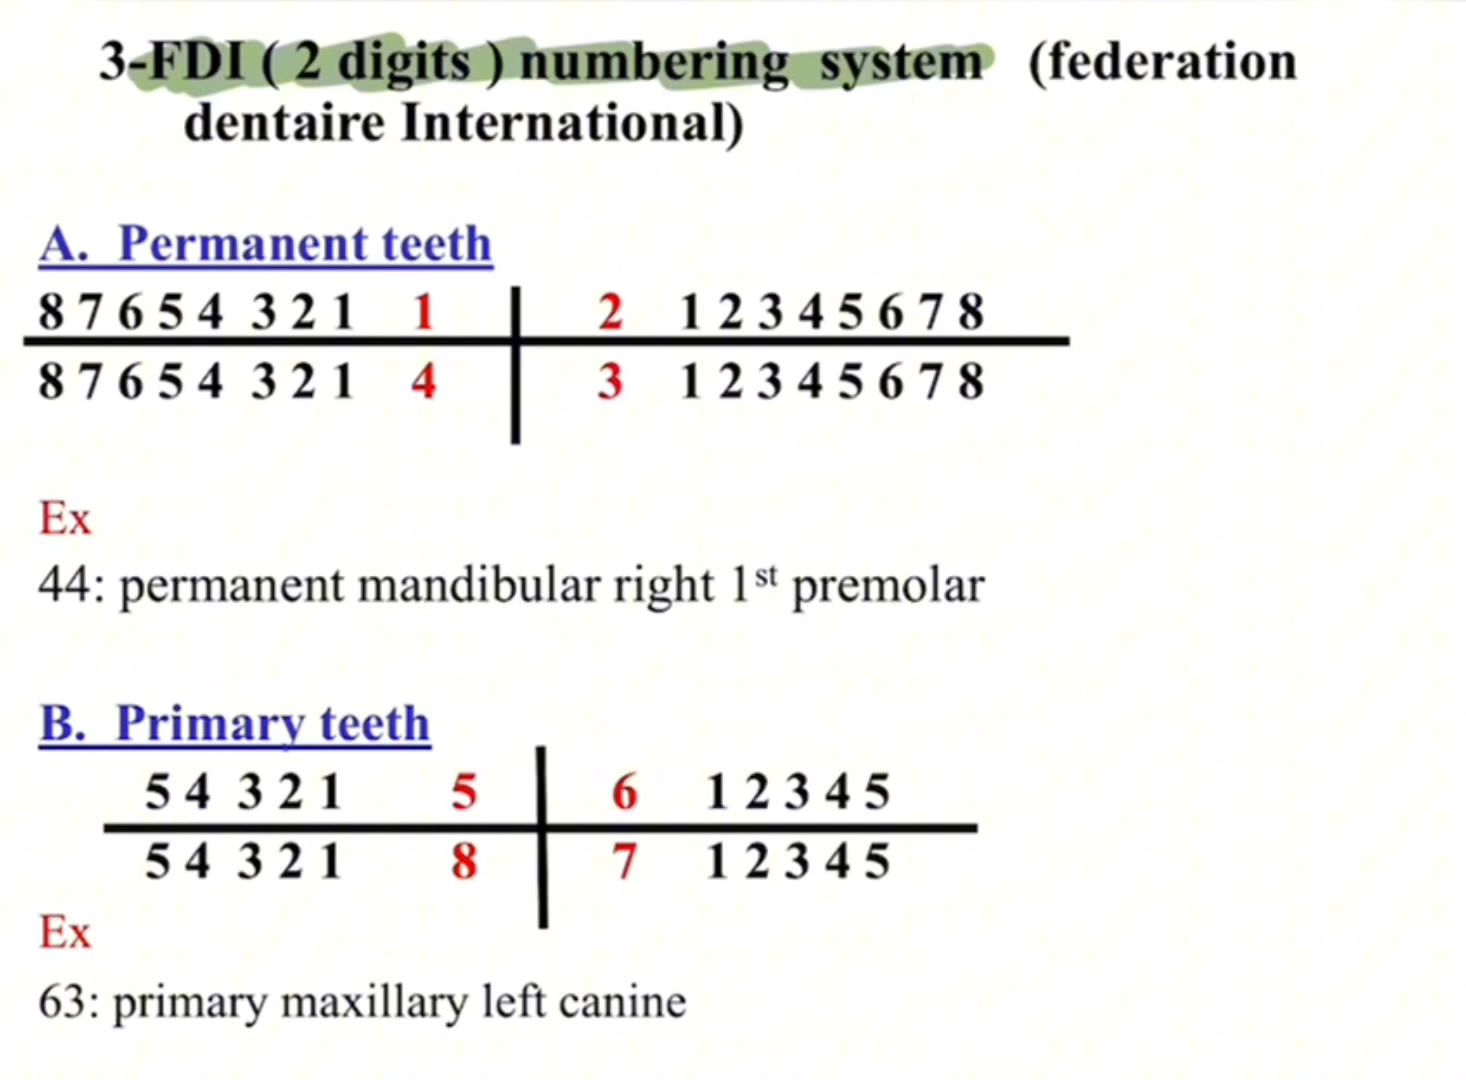 3-FDI ( 2 digits ) numbering system (federation
dentaire International)
A. Permanent teeth
8 7 6 5 4 3 2 1 1 2 1 2 3 4 5 6 7 8
8 7 6 5 4 3 2 1 4 3 1 2 3 4 5 6 7 8
Ex
44: permanent mandibular right 1st premolar
B. Primary teeth
5 4 3 2 1 5 6 1 2 3 4 5
5 4 3 2 1 8 7 1 2 3 4 5
Ex
63: primary maxillary left canine